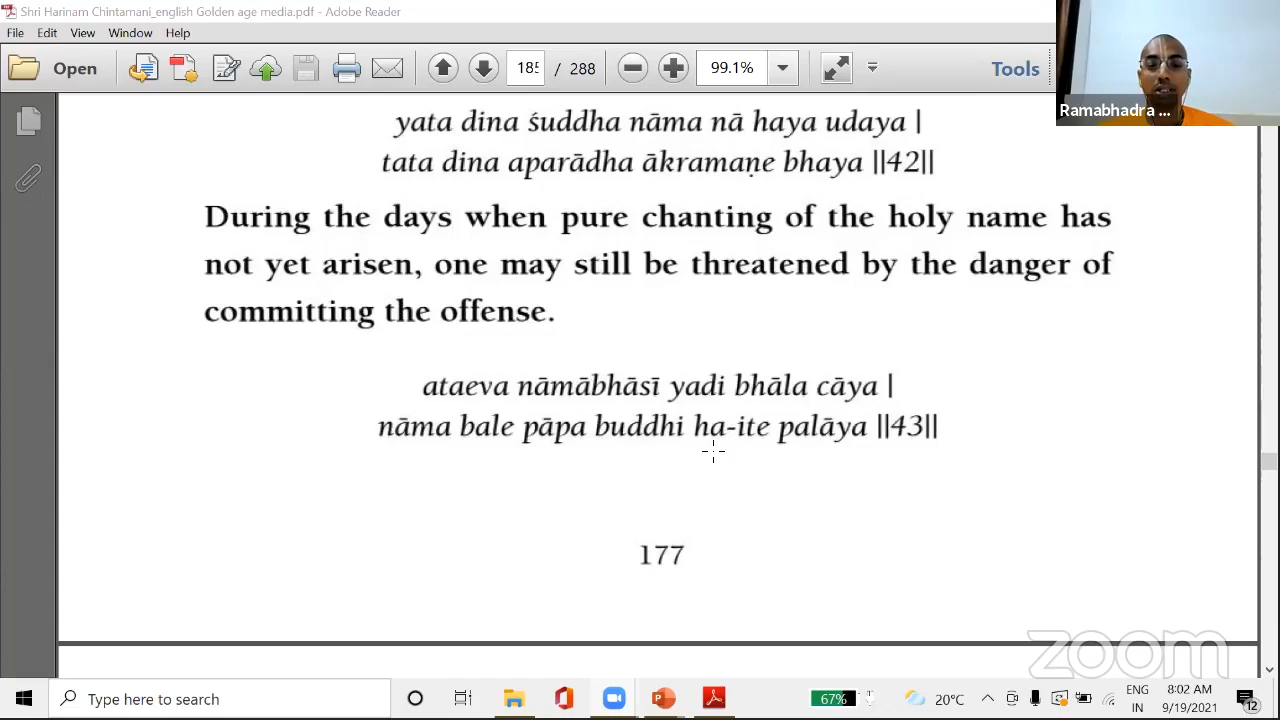 Shri Harinam Chintamani_english Golden age media.pdf - Adobe Reader
File Edit View Window Help
Open 185 / 288 99.1% Tools
Ramabhadra ...
yata dina śuddha nāma nā haya udaya |
tata dina aparādha ākramaṇe bhaya ||42||
During the days when pure chanting of the holy name has
not yet arisen, one may still be threatened by the danger of
committing the offense.
ataeva nāmābhāsī yadi bhāla cāya |
nāma bale pāpa buddhi ha-ite palāya ||43||
177
zoom
Type here to search 67% 20°C ENG 8:02 AM
IN 9/19/2021 12